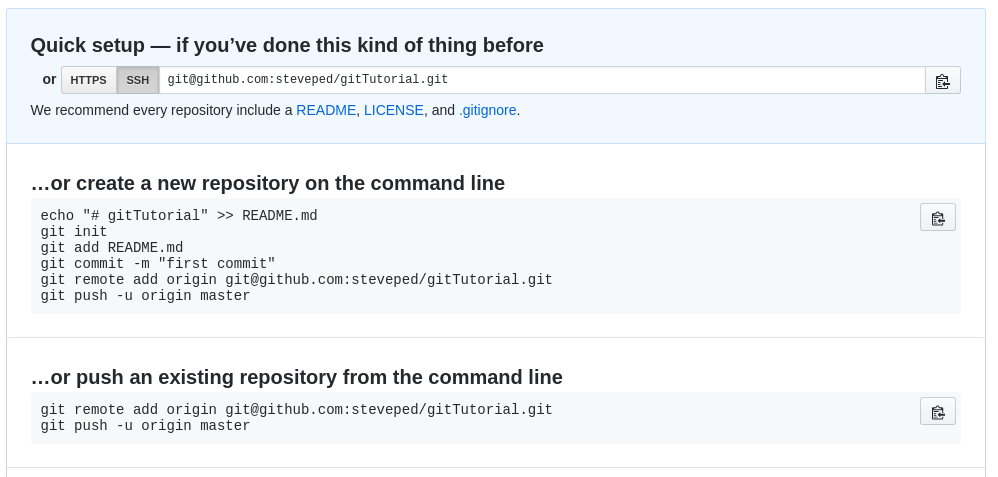 Quick setup — if you’ve done this kind of thing before
or HTTPS SSH git@github.com:steveped/gitTutorial.git
We recommend every repository include a README, LICENSE, and .gitignore.
…or create a new repository on the command line
echo "# gitTutorial" >> README.md
git init
git add README.md
git commit -m "first commit"
git remote add origin git@github.com:steveped/gitTutorial.git
git push -u origin master
…or push an existing repository from the command line
git remote add origin git@github.com:steveped/gitTutorial.git
git push -u origin master